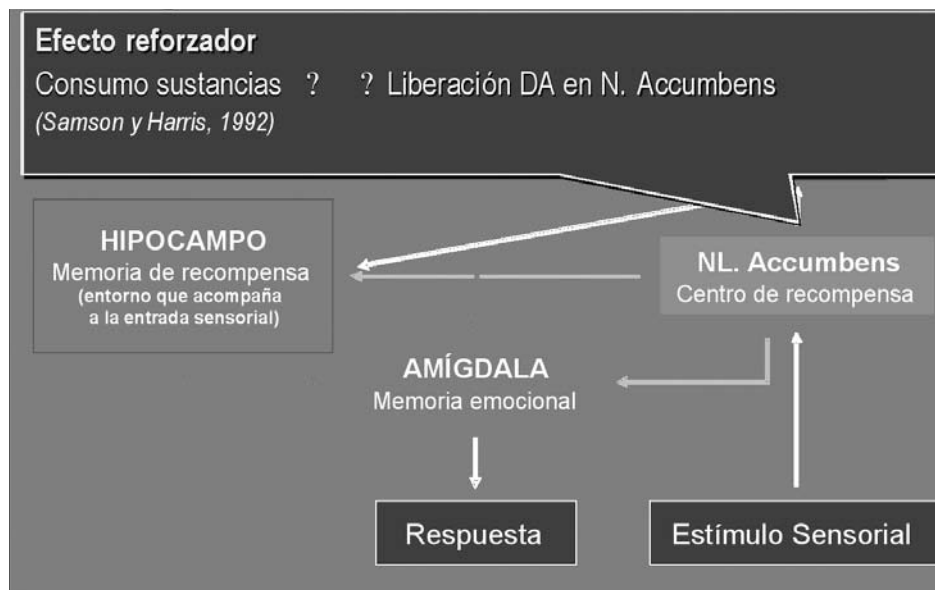 Efecto reforzador
Consumo sustancias ? ? Liberación DA en N. Accumbens
(Samson y Harris, 1992)
HIPOCAMPO
Memoria de recompensa
(entorno que acompaña
a la entrada sensorial)
NL. Accumbens
Centro de recompensa
AMÍGDALA
Memoria emocional
Respuesta
Estímulo Sensorial